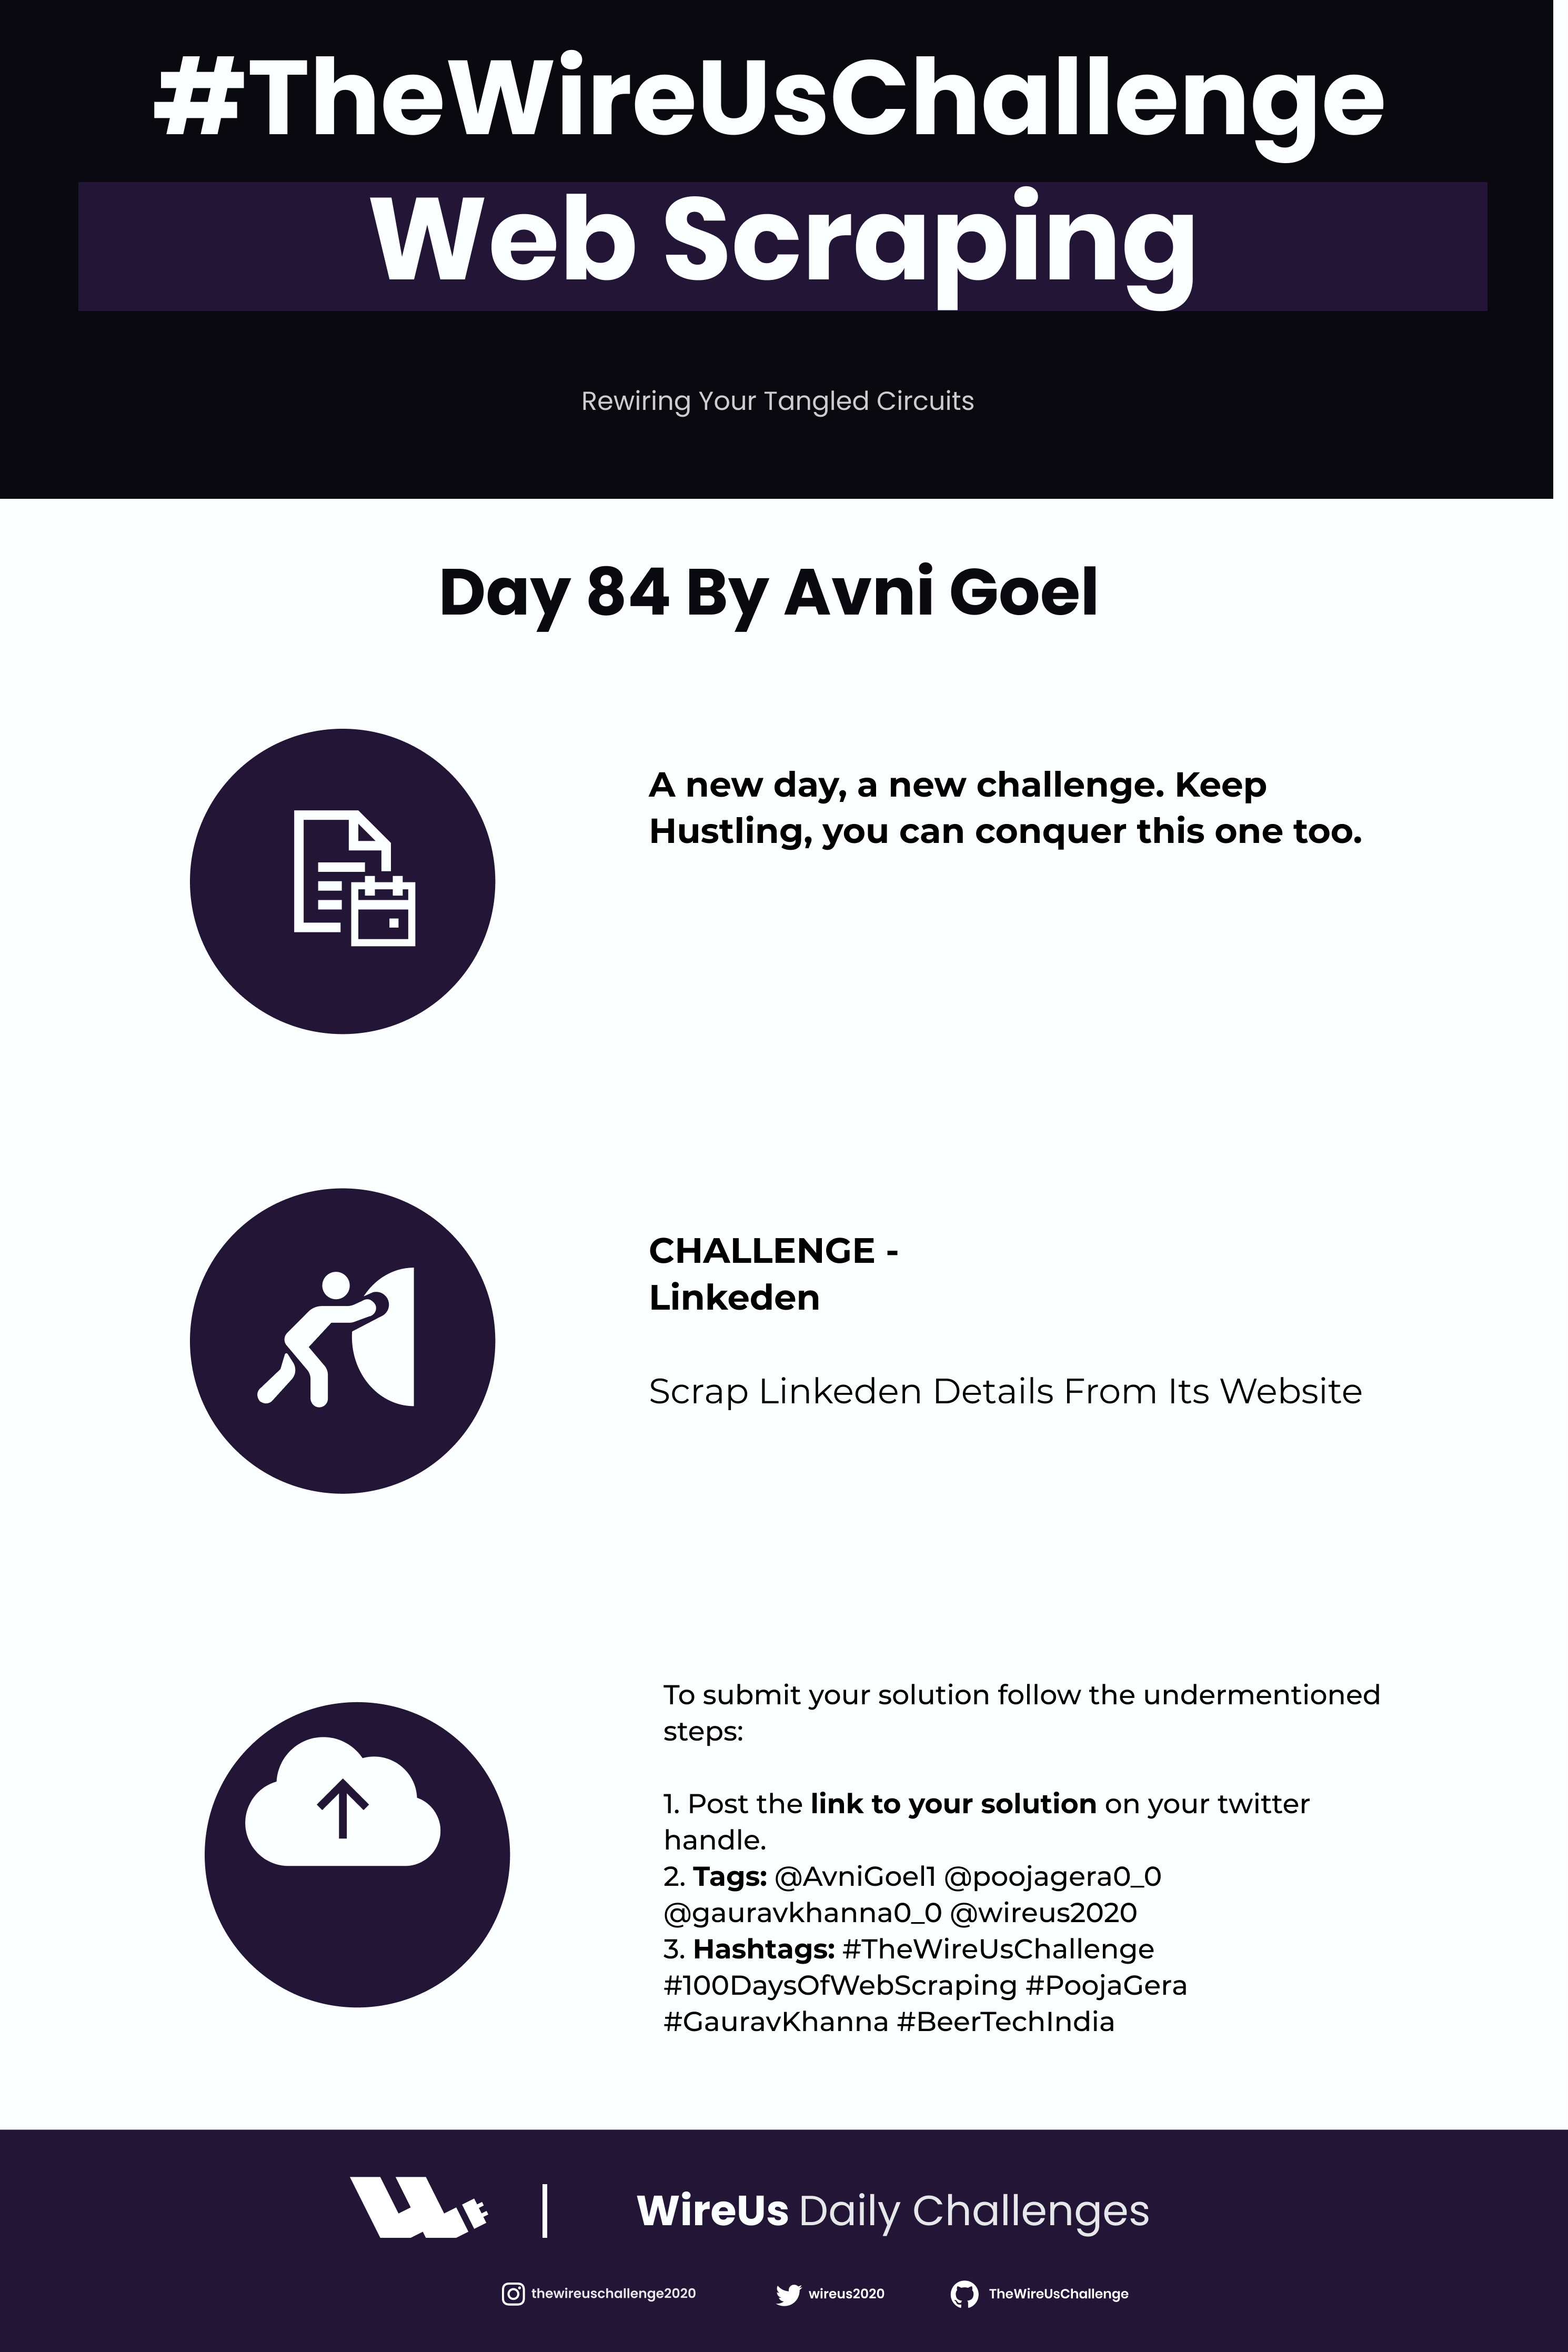 #TheWireUsChallenge
Web Scraping
Rewiring Your Tangled Circuits
Day 84 By Avni Goel
A new day, a new challenge. Keep
Hustling, you can conquer this one too.
CHALLENGE -
Linkeden
Scrap Linkeden Details From Its Website
To submit your solution follow the undermentioned
steps:
1. Post the link to your solution on your twitter
handle.
2. Tags: @AvniGoel1 @poojagera0_0
@gauravkhanna0_0 @wireus2020
3. Hashtags: #TheWireUsChallenge
#100DaysOfWebScraping #PoojaGera
#GauravKhanna #BeerTechIndia
WireUs Daily Challenges
thewireuschallenge2020
wireus2020
TheWireUsChallenge